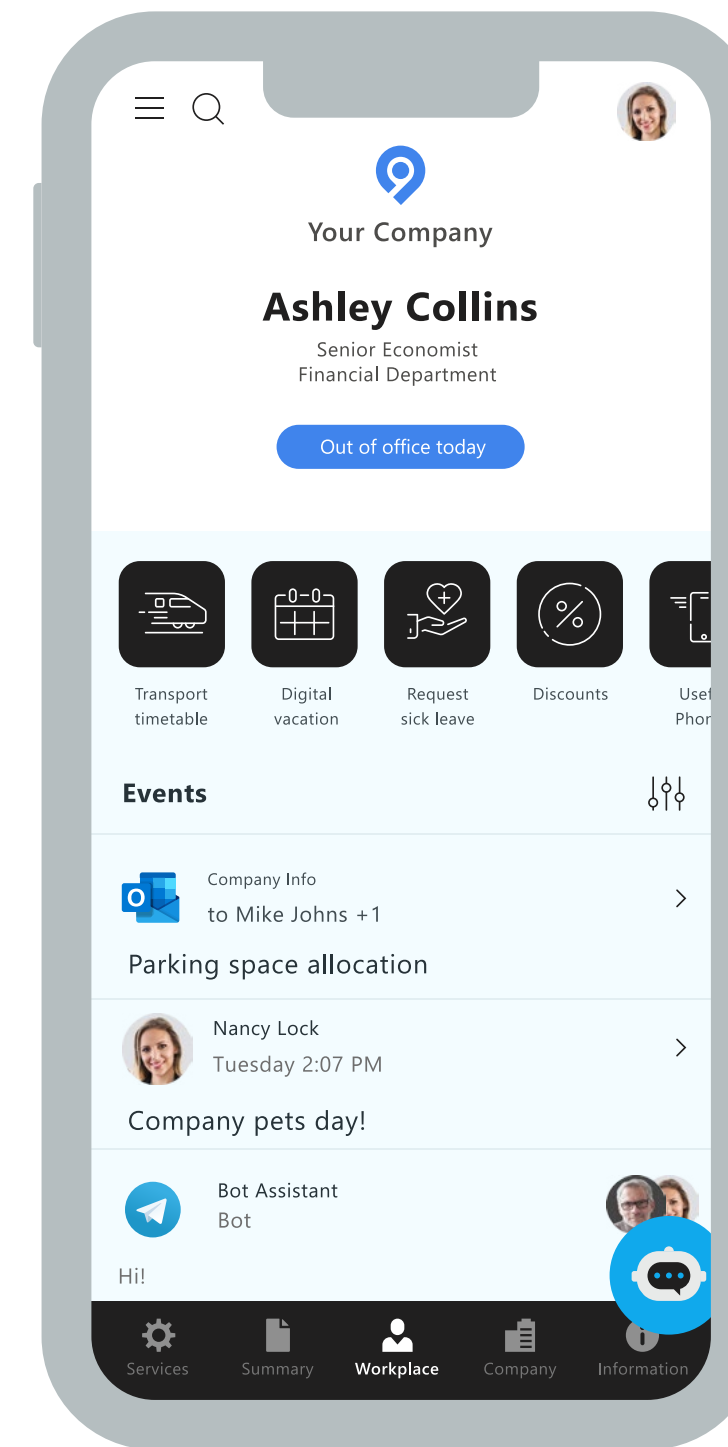 Your Company
Ashley Collins
Senior Economist
Financial Department
Out of office today
Transport
timetable
Digital
vacation
Request
sick leave
Discounts
Events
Company Info
to Mike Johns +1
Parking space allocation
Nancy Lock
Tuesday 2:07 PM
Company pets day!
Bot Assistant
Bot
Hi!
Services
Summary
Workplace
Company
Information